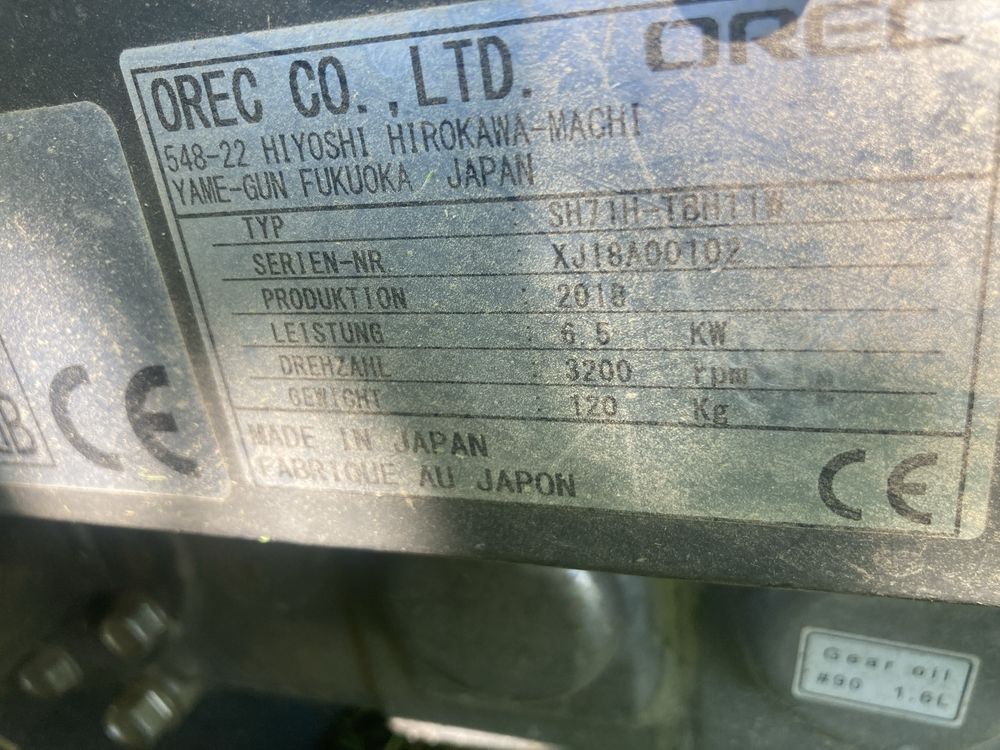 OREC
OREC CO.,LTD.
548-22 HIYOSHI HIROKAWA-MACHI
YAME-GUN FUKUOKA JAPAN
TYP : SH71H-TBH11W
SERIEN-NR : XJ18A00102
PRODUKTION : 2018
LEISTUNG : 6.5 KW
DREHZAHL : 3200 rpm
GEWICHT : 120 Kg
MADE IN JAPAN
FABRIQUE AU JAPON
CE
CE
Gear oil
#90 1.6L